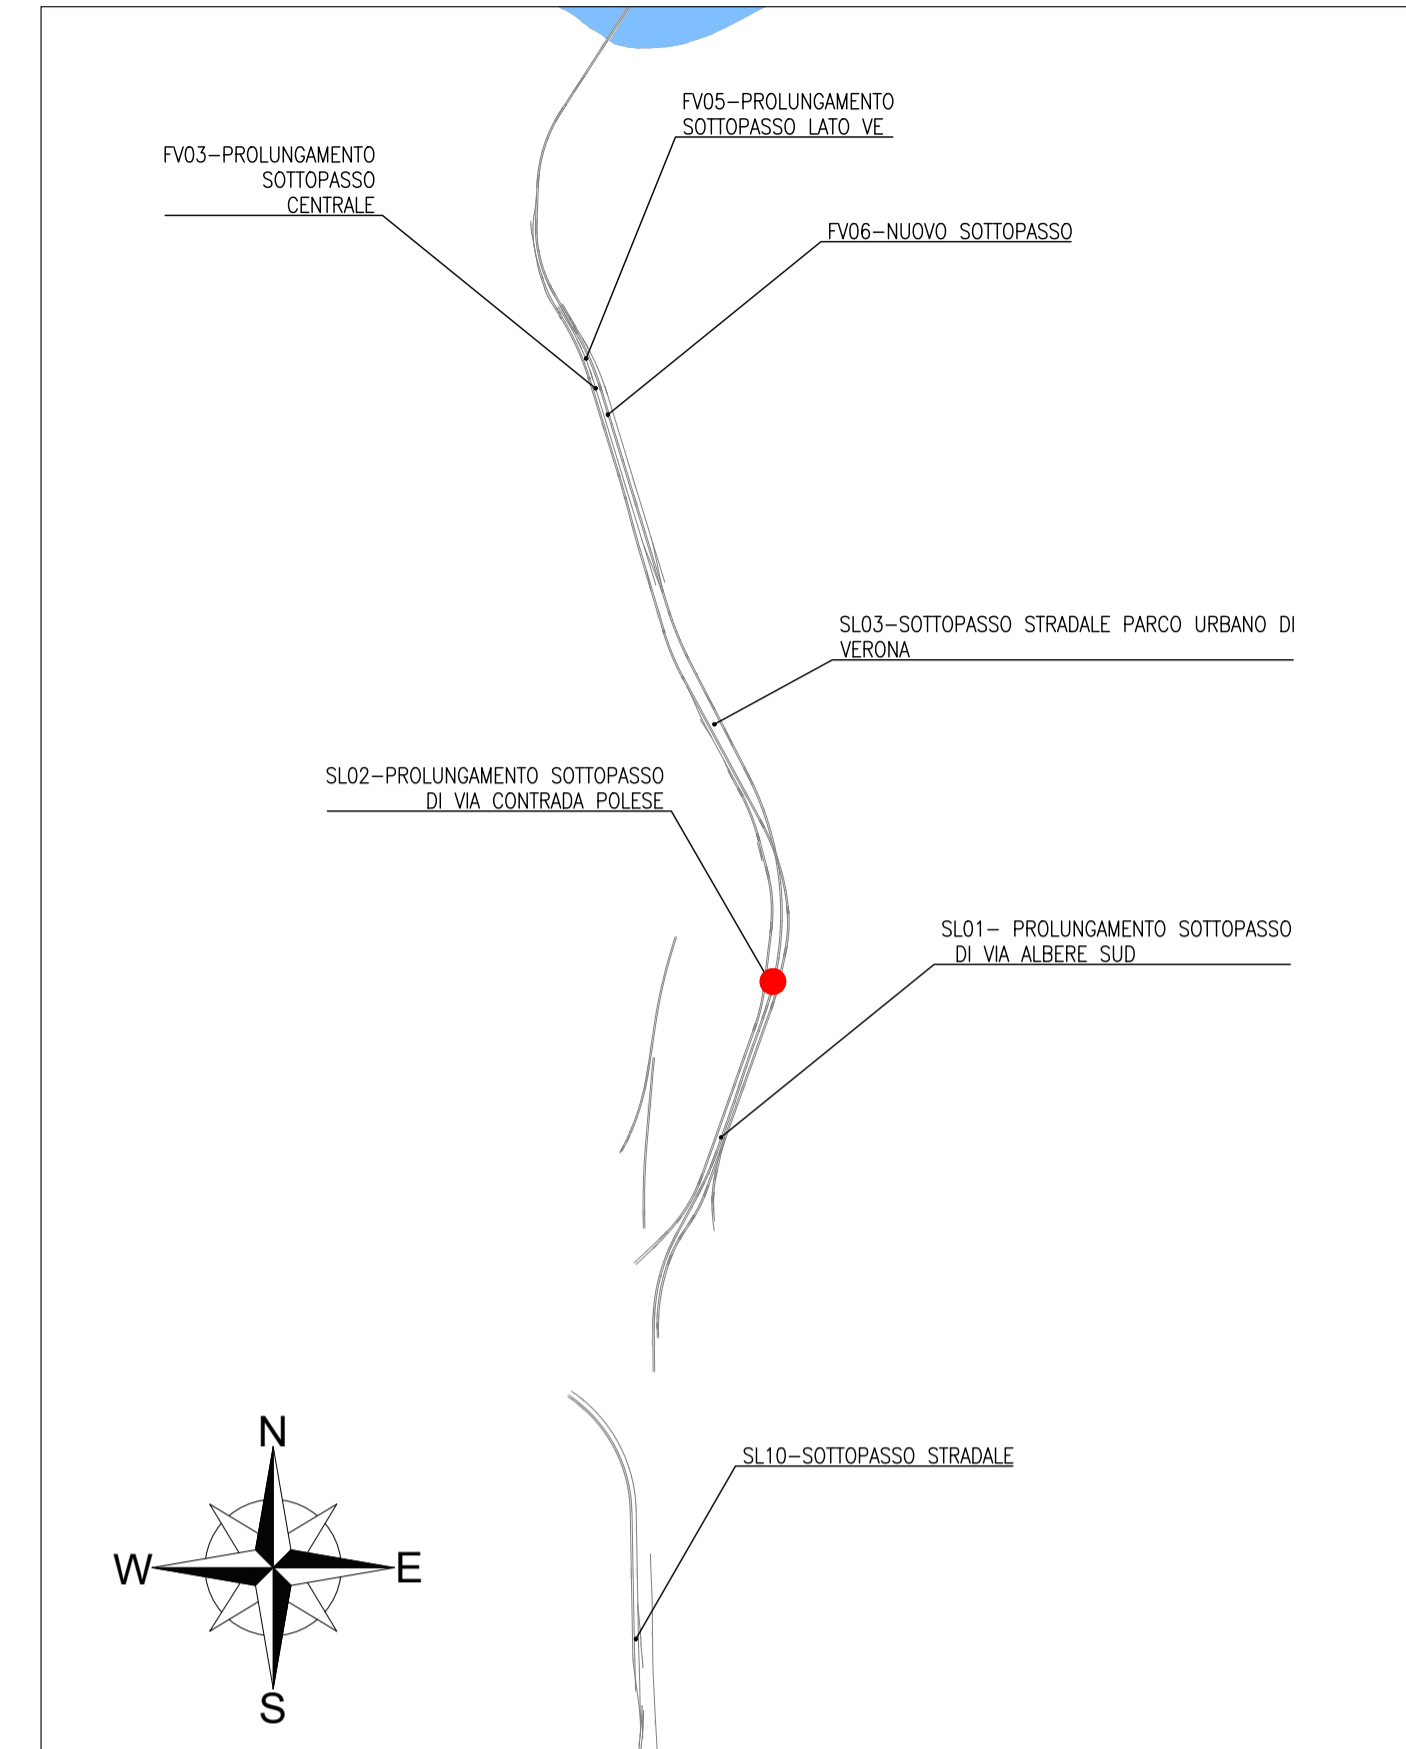 FV05-PROLUNGAMENTO
SOTTOPASSO LATO VE
FV03-PROLUNGAMENTO
SOTTOPASSO
CENTRALE
FV06-NUOVO SOTTOPASSO
SL03-SOTTOPASSO STRADALE PARCO URBANO DI
VERONA
SL02-PROLUNGAMENTO SOTTOPASSO
DI VIA CONTRADA POLESE
SL01- PROLUNGAMENTO SOTTOPASSO
DI VIA ALBERE SUD
N
SL10-SOTTOPASSO STRADALE
W
E
S